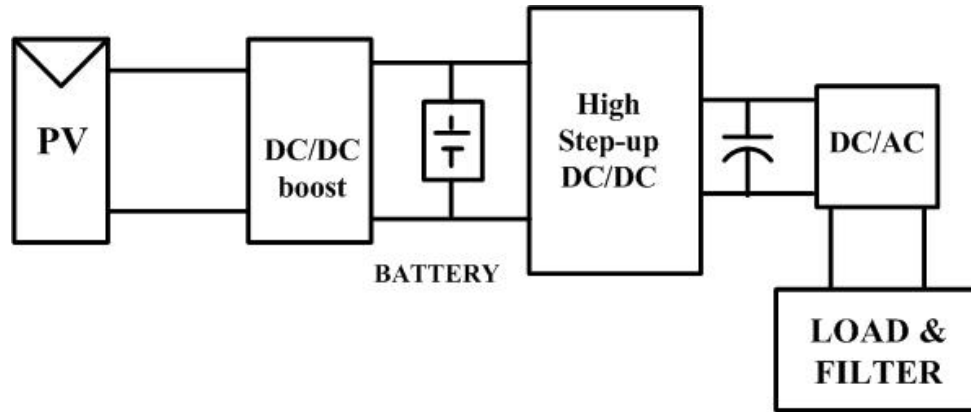 PV
DC/DC
boost
BATTERY
High
Step-up
DC/DC
DC/AC
LOAD &
FILTER